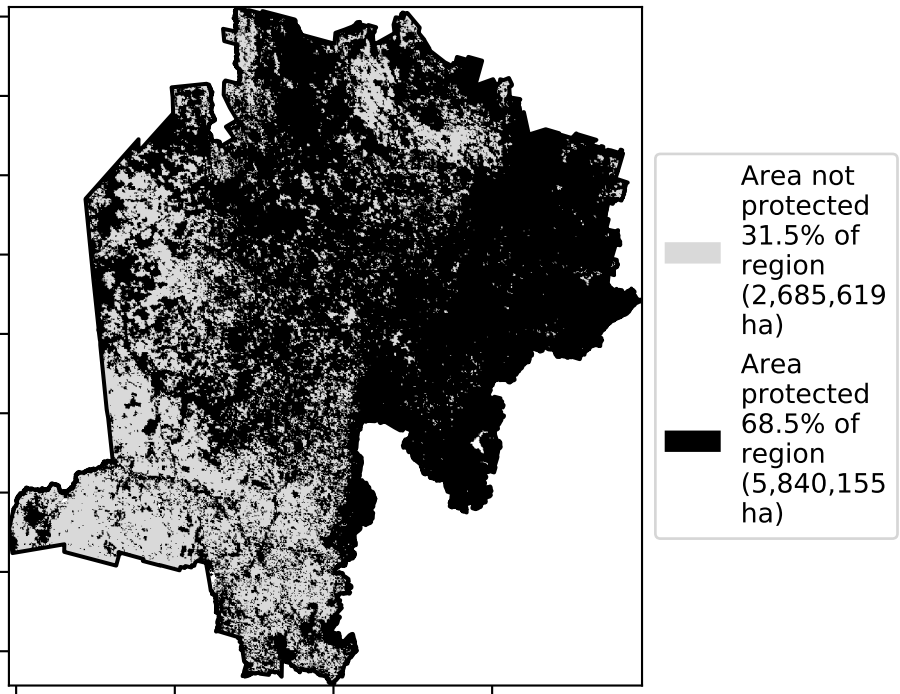 Area not
protected
31.5% of
region
(2,685,619
ha)
Area
protected
68.5% of
region
(5,840,155
ha)